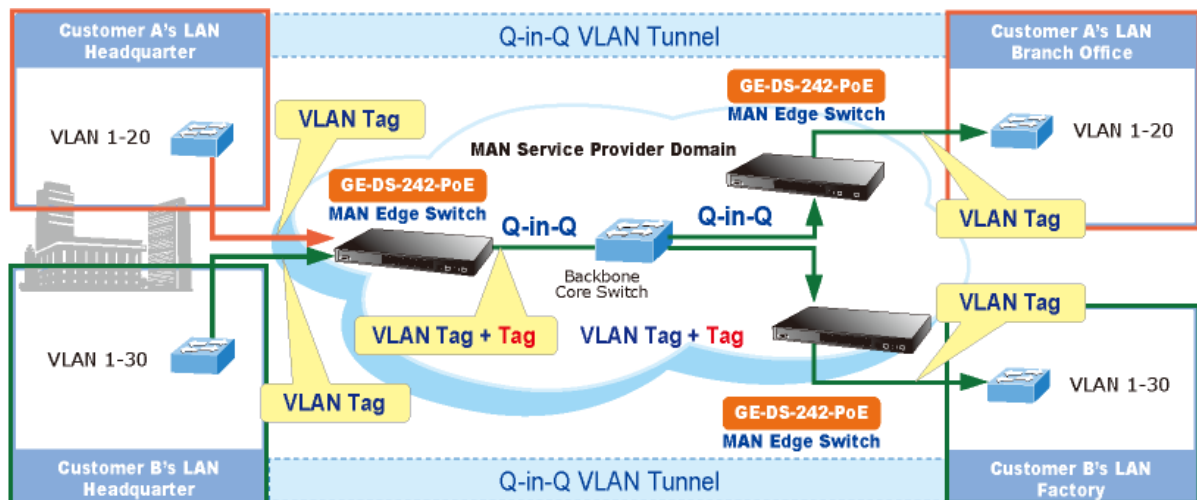 Customer A's LAN
Headquarter
VLAN 1-20
Q-in-Q VLAN Tunnel
Customer A's LAN
Branch Office
VLAN 1-20
VLAN Tag
GE-DS-242-PoE
MAN Edge Switch
MAN Service Provider Domain
GE-DS-242-PoE
MAN Edge Switch
Q-in-Q
Q-in-Q
Backbone
Core Switch
VLAN Tag
VLAN Tag + Tag
VLAN Tag + Tag
VLAN Tag
VLAN 1-30
VLAN Tag
GE-DS-242-PoE
MAN Edge Switch
VLAN 1-30
Customer B's LAN
Headquarter
Q-in-Q VLAN Tunnel
Customer B's LAN
Factory